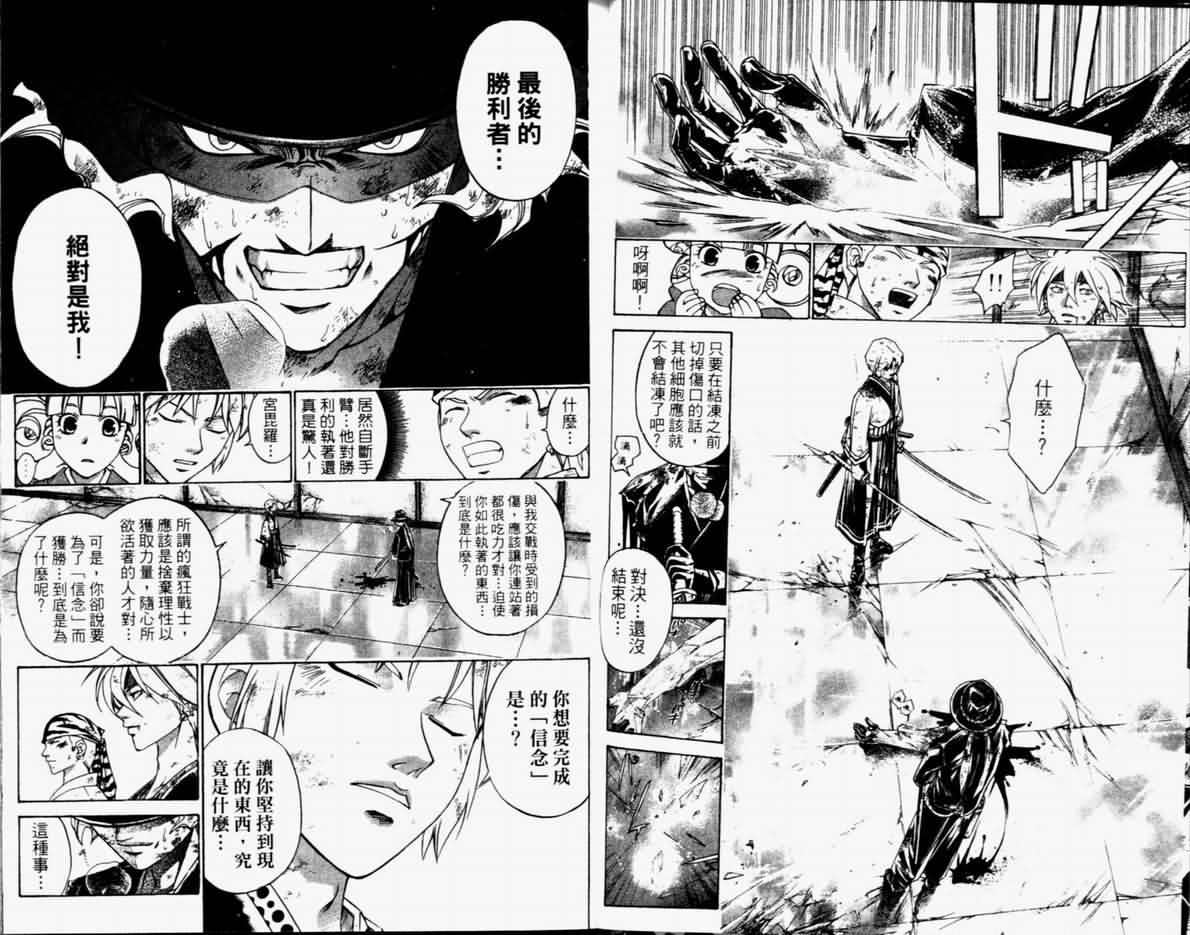 呀啊啊！
!!
什麼…?
只要在結凍之前
切掉傷口的話，
其他細胞應該就
不會結凍了吧?
滴
滴
對決…還沒
結束呢…
最後的
勝利者…
絕對是我！
什麼…
居然自斷手
臂…他對勝
利的執著還
真是驚人！
宮毘羅…
…
與我交戰時受到的損
傷，應該讓你連站著
都很吃力才對…迫使
你如此執著的東西…
到底是什麼?
所謂的瘋狂戰士，
應該是捨棄理性以
獲取力量，隨心所
欲活著的人才對…
可是，你卻說要
為了「信念」而
獲勝…到底是為
了什麼呢?
你想要完成
的「信念」
是…?
讓你堅持到現
在的東西，究
竟是什麼…
這種事…